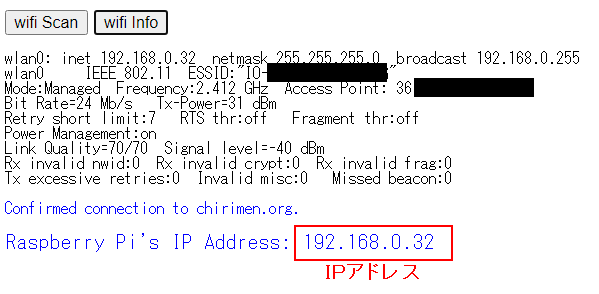 wifi Scan wifi Info
wlan0: inet 192.168.0.32 netmask 255.255.255.0 broadcast 192.168.0.255
wlan0 IEEE 802.11 ESSID:"IO-
Mode:Managed Frequency:2.412 GHz Access Point: 36
Bit Rate=24 Mb/s Tx-Power=31 dBm
Retry short limit:7 RTS thr:off Fragment thr:off
Power Management:on
Link Quality=70/70 Signal level=-40 dBm
Rx invalid nwid:0 Rx invalid crypt:0 Rx invalid frag:0
Tx excessive retries:0 Invalid misc:0 Missed beacon:0
Confirmed connection to chirimen.org.
Raspberry Pi's IP Address: 192.168.0.32
IPアドレス